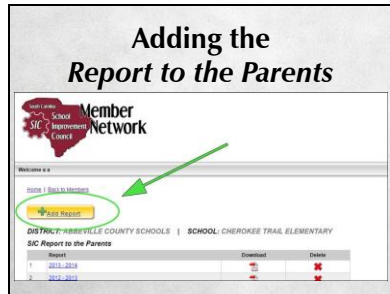 Adding the
Report to the Parents
South Carolina
SIC School Improvement Council
Member Network
Welcome a a
Home | Back to Members
Add Report
DISTRICT: ABBEVILLE COUNTY SCHOOLS | SCHOOL: CHEROKEE TRAIL ELEMENTARY
SIC Report to the Parents
Report Download Delete
1 2013 - 2014
2 2012 - 2013